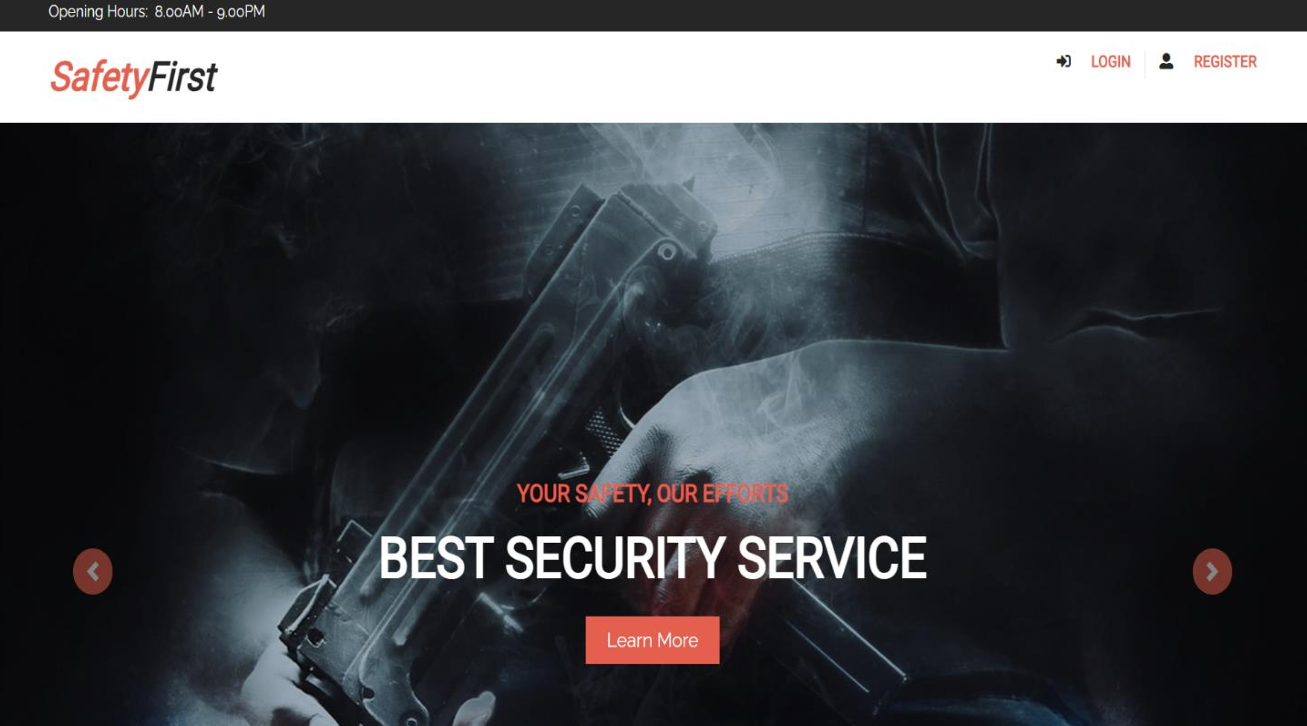 Opening Hours: 8.00AM - 9.00PM
SafetyFirst
LOGIN
REGISTER
YOUR SAFETY, OUR EFFORTS
BEST SECURITY SERVICE
Learn More